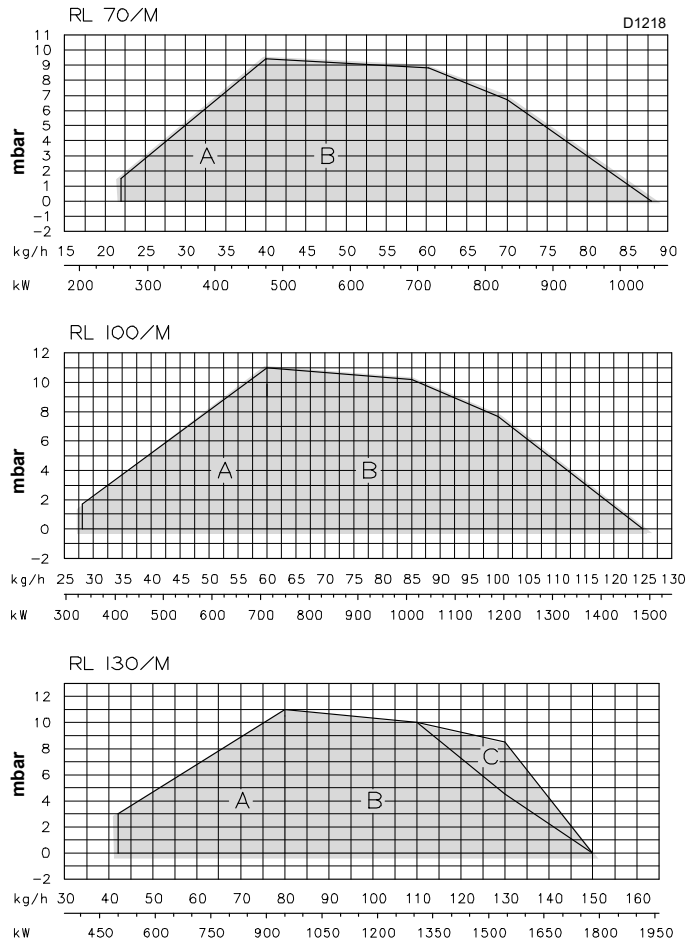 RL 70/M
D1218
11
10
9
8
7
6
5
4
3
2
1
0
-1
-2
mbar
A
B
kg/h 15 20 25 30 35 40 45 50 55 60 65 70 75 80 85 90
kW 200 300 400 500 600 700 800 900 1000
RL 100/M
12
10
8
6
4
2
0
-2
mbar
A
B
kg/h 25 30 35 40 45 50 55 60 65 70 75 80 85 90 95 100 105 110 115 120 125 130
kW 300 400 500 600 700 800 900 1000 1100 1200 1300 1400 1500
RL 130/M
12
10
8
6
4
2
0
-2
mbar
A
B
C
kg/h 30 40 50 60 70 80 90 100 110 120 130 140 150 160
kW 450 600 750 900 1050 1200 1350 1500 1650 1800 1950